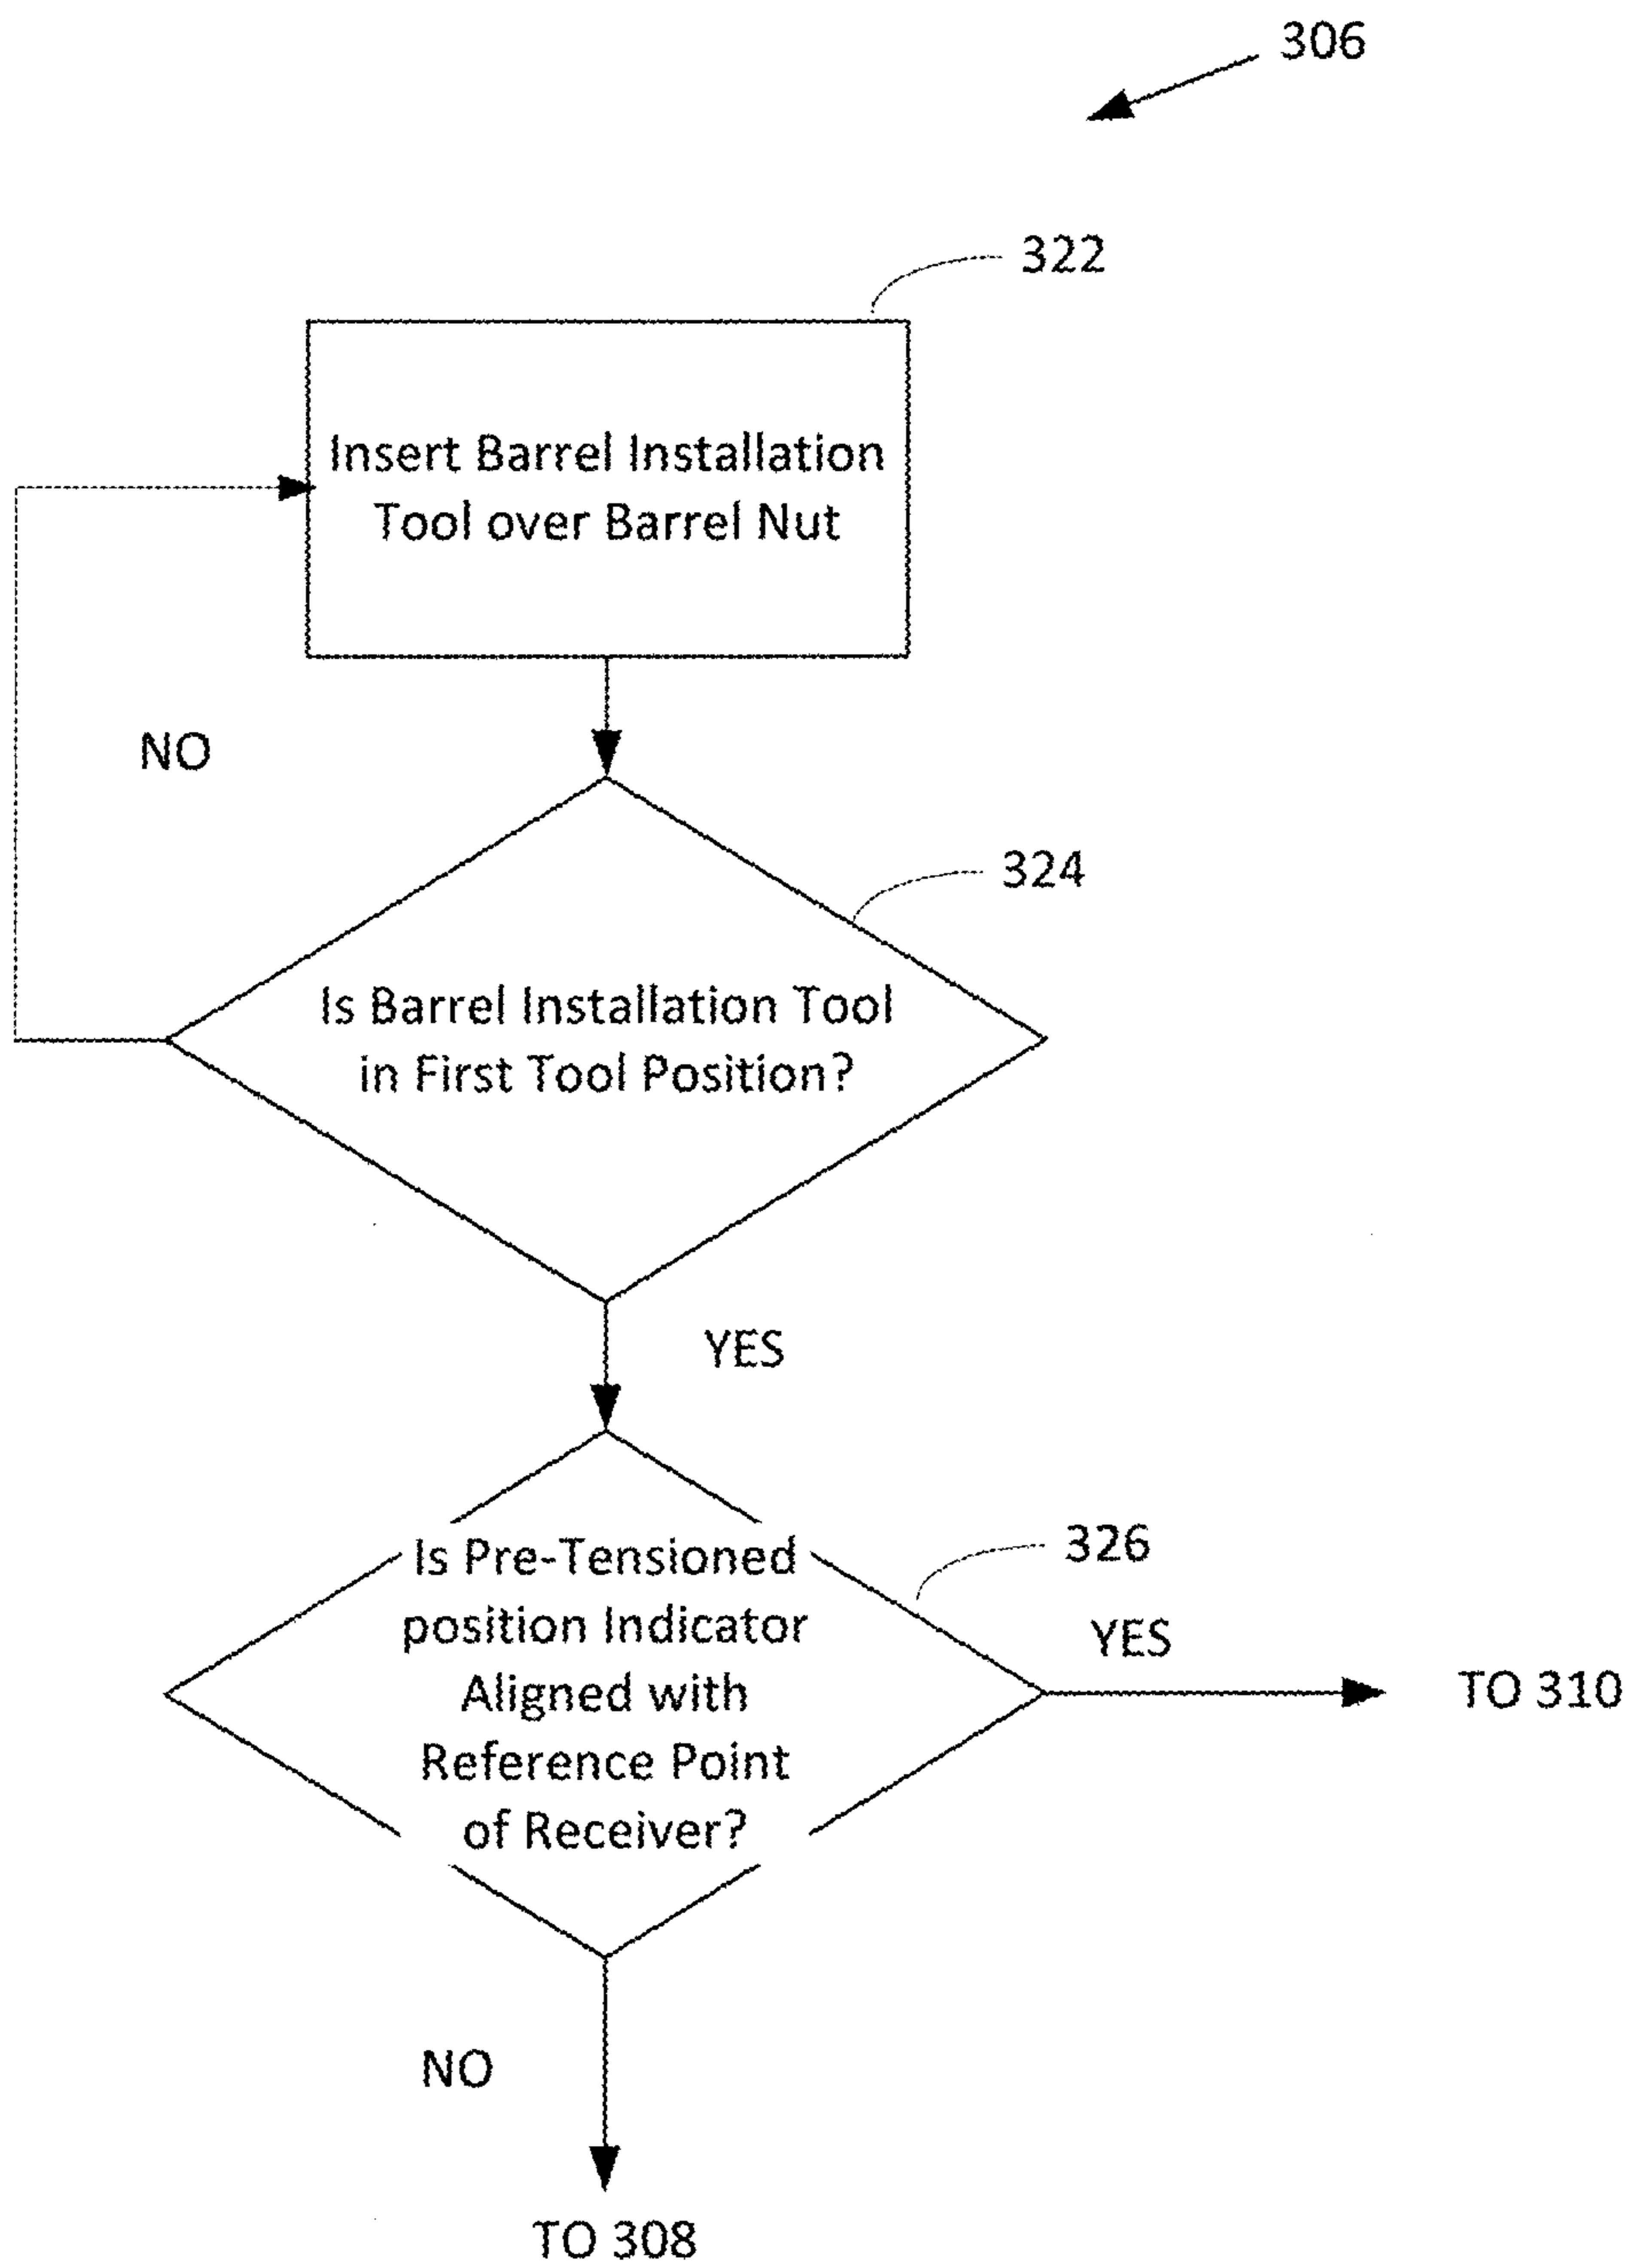 306
322
Insert Barrel Installation
Tool over Barrel Nut
NO
324
Is Barrel Installation Tool
in First Tool Position?
YES
Is Pre-Tensioned
position Indicator
Aligned with
Reference Point
of Receiver?
326
YES
TO 310
NO
TO 308